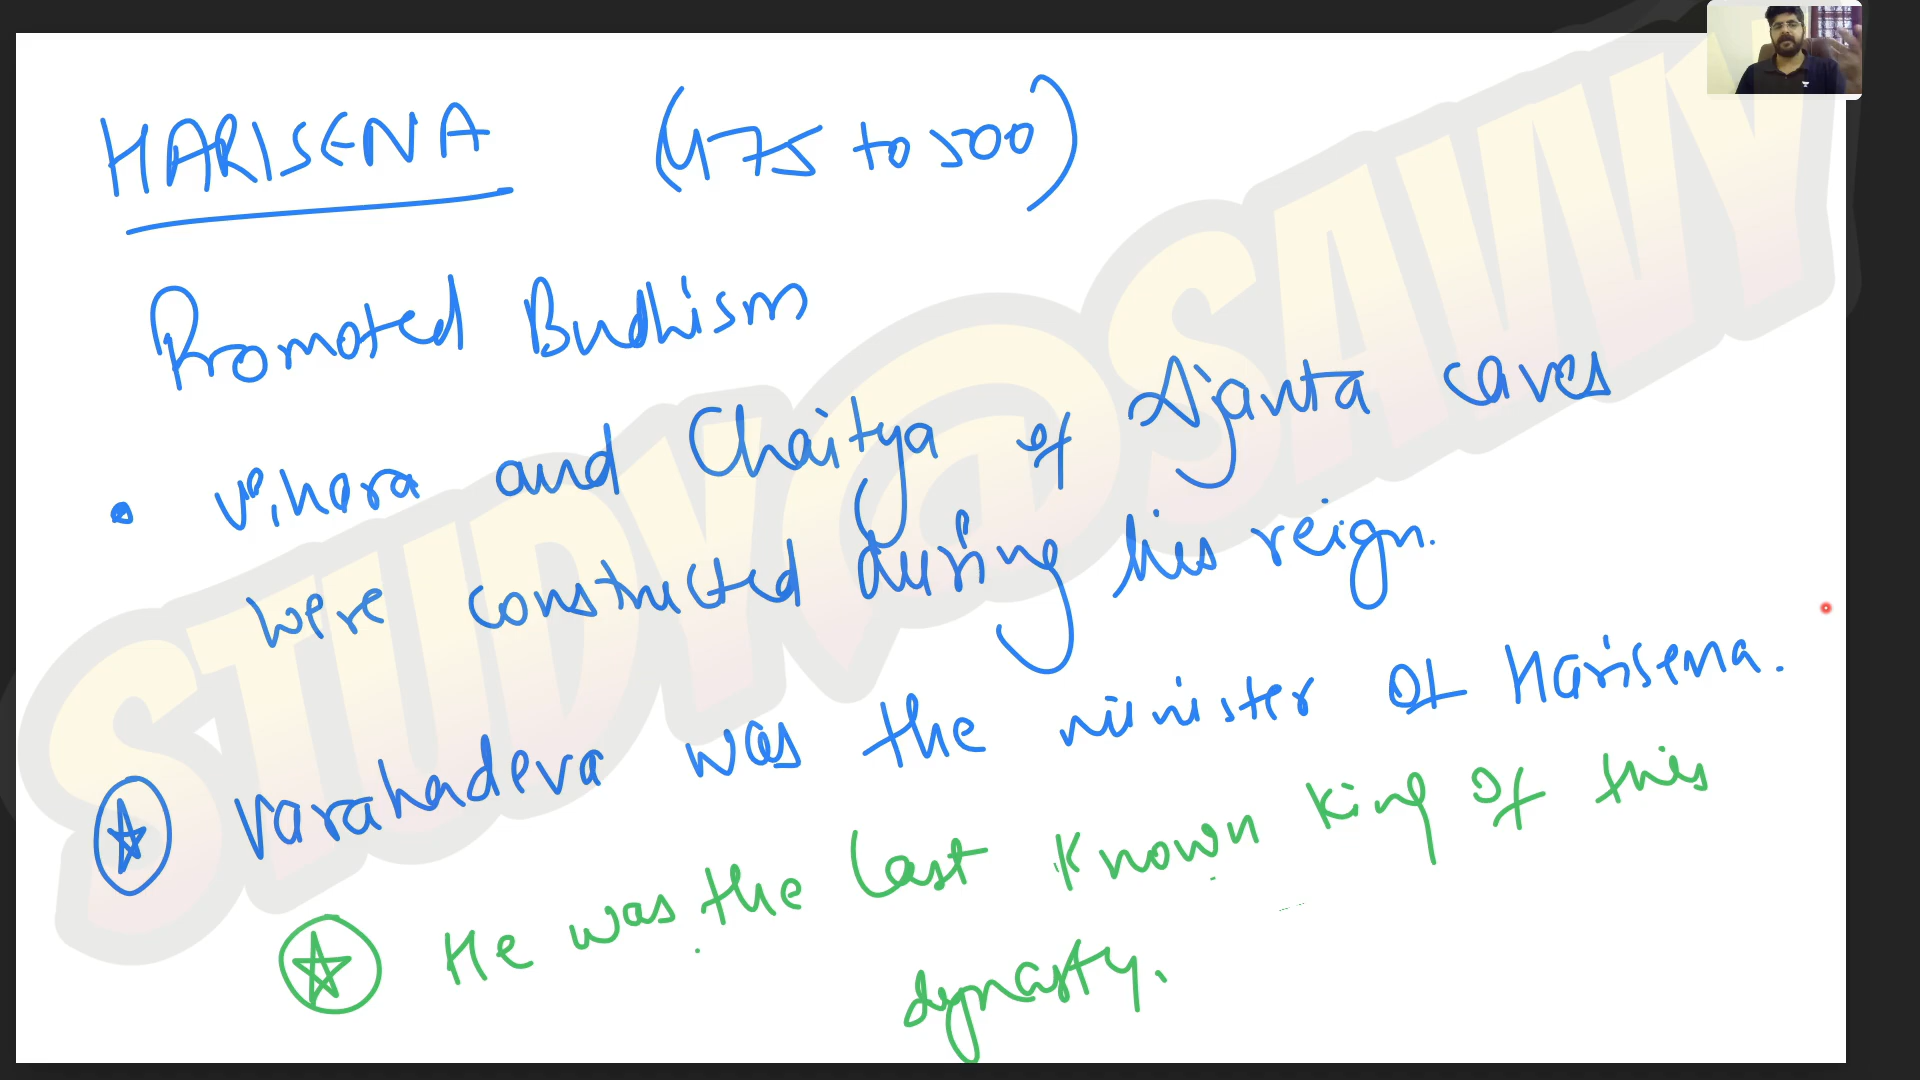 HARISENA (475 to 500)
Promoted Budhism
• Vihara and Chaitya of Ajanta caves
were constructed during his reign.
Varahadeva was the minister of Harisena.
He was the last known king of this
dynasty.
STUDY@SAVVY